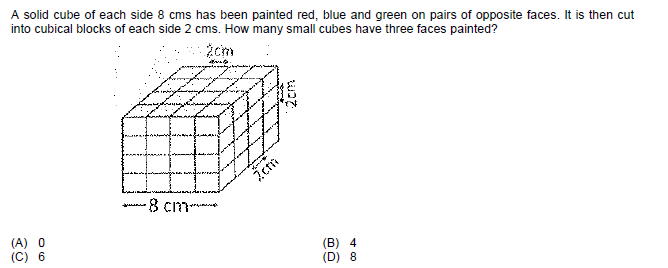 A solid cube of each side 8 cms has been painted red, blue and green on pairs of opposite faces. It is then cut
into cubical blocks of each side 2 cms. How many small cubes have three faces painted?
2cm
2cm
2cm
8 cm
(A) 0
(B) 4
(C) 6
(D) 8